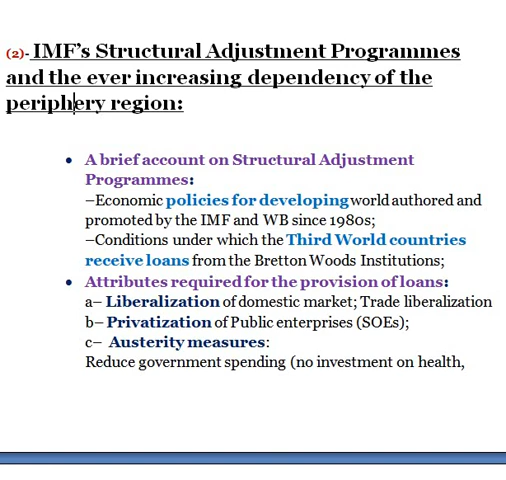 (2)- IMF's Structural Adjustment Programmes
and the ever increasing dependency of the
periphery region:
• A brief account on Structural Adjustment
Programmes:
–Economic policies for developing world authored and
promoted by the IMF and WB since 1980s;
–Conditions under which the Third World countries
receive loans from the Bretton Woods Institutions;
• Attributes required for the provision of loans:
a– Liberalization of domestic market; Trade liberalization
b– Privatization of Public enterprises (SOEs);
c– Austerity measures:
Reduce government spending (no investment on health,